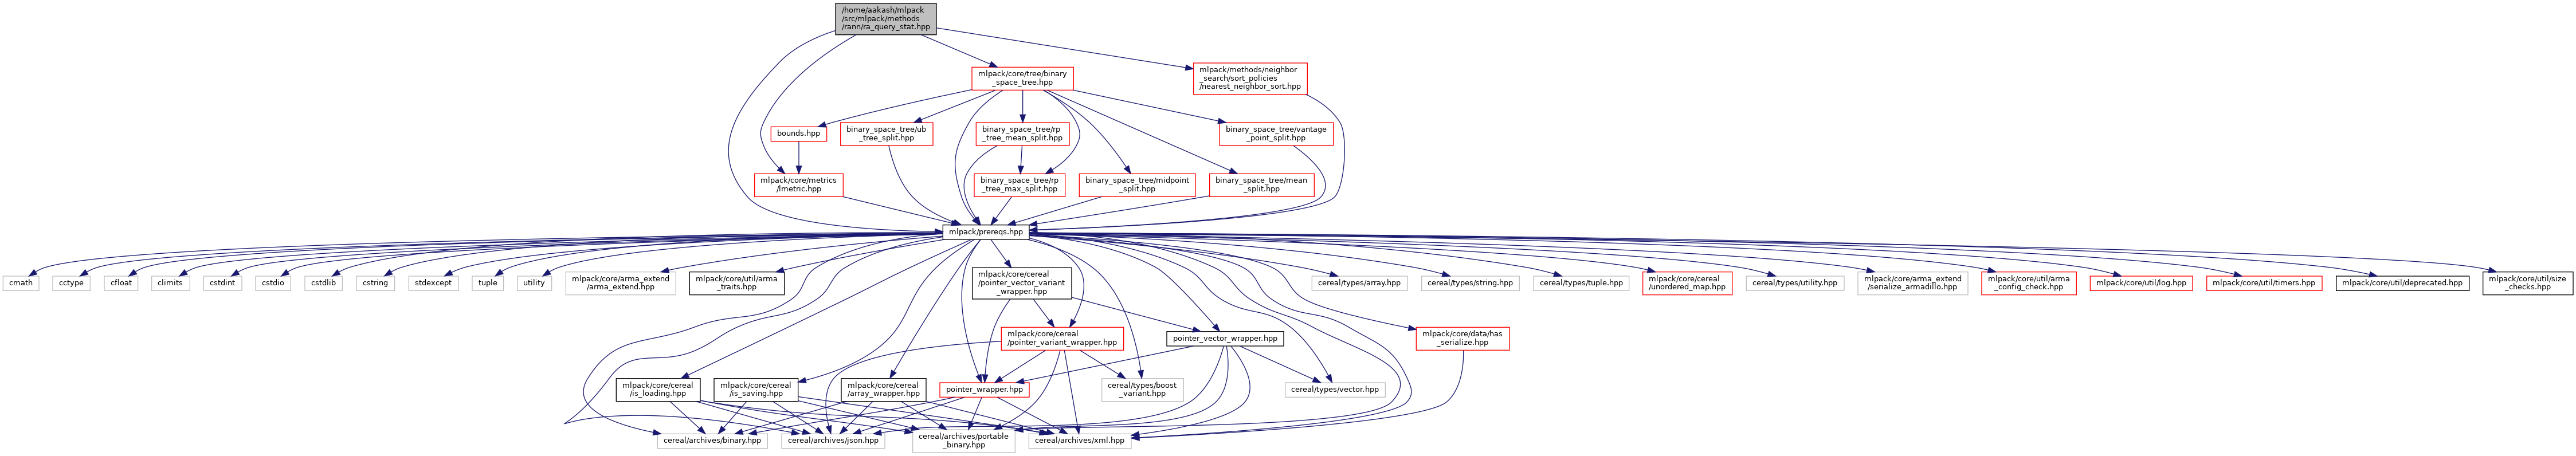 /home/aakash/mlpack
/src/mlpack/methods
/rann/ra_query_stat.hpp
mlpack/core/tree/binary
_space_tree.hpp
mlpack/methods/neighbor
_search/sort_policies
/nearest_neighbor_sort.hpp
bounds.hpp
binary_space_tree/ub
_tree_split.hpp
binary_space_tree/rp
_tree_mean_split.hpp
binary_space_tree/vantage
_point_split.hpp
mlpack/core/metrics
/lmetric.hpp
binary_space_tree/rp
_tree_max_split.hpp
binary_space_tree/midpoint
_split.hpp
binary_space_tree/mean
_split.hpp
mlpack/prereqs.hpp
cmath
cctype
cfloat
climits
cstdint
cstdio
cstdlib
cstring
stdexcept
tuple
utility
mlpack/core/arma_extend
/arma_extend.hpp
mlpack/core/util/arma
_traits.hpp
mlpack/core/cereal
/pointer_vector_variant
_wrapper.hpp
cereal/types/array.hpp
cereal/types/string.hpp
cereal/types/tuple.hpp
mlpack/core/cereal
/unordered_map.hpp
cereal/types/utility.hpp
mlpack/core/arma_extend
/serialize_armadillo.hpp
mlpack/core/util/arma
_config_check.hpp
mlpack/core/util/log.hpp
mlpack/core/util/timers.hpp
mlpack/core/util/deprecated.hpp
mlpack/core/util/size
_checks.hpp
mlpack/core/cereal
/pointer_variant_wrapper.hpp
pointer_vector_wrapper.hpp
mlpack/core/data/has
_serialize.hpp
mlpack/core/cereal
/is_loading.hpp
mlpack/core/cereal
/is_saving.hpp
mlpack/core/cereal
/array_wrapper.hpp
pointer_wrapper.hpp
cereal/types/boost
_variant.hpp
cereal/types/vector.hpp
cereal/archives/binary.hpp
cereal/archives/json.hpp
cereal/archives/portable
_binary.hpp
cereal/archives/xml.hpp